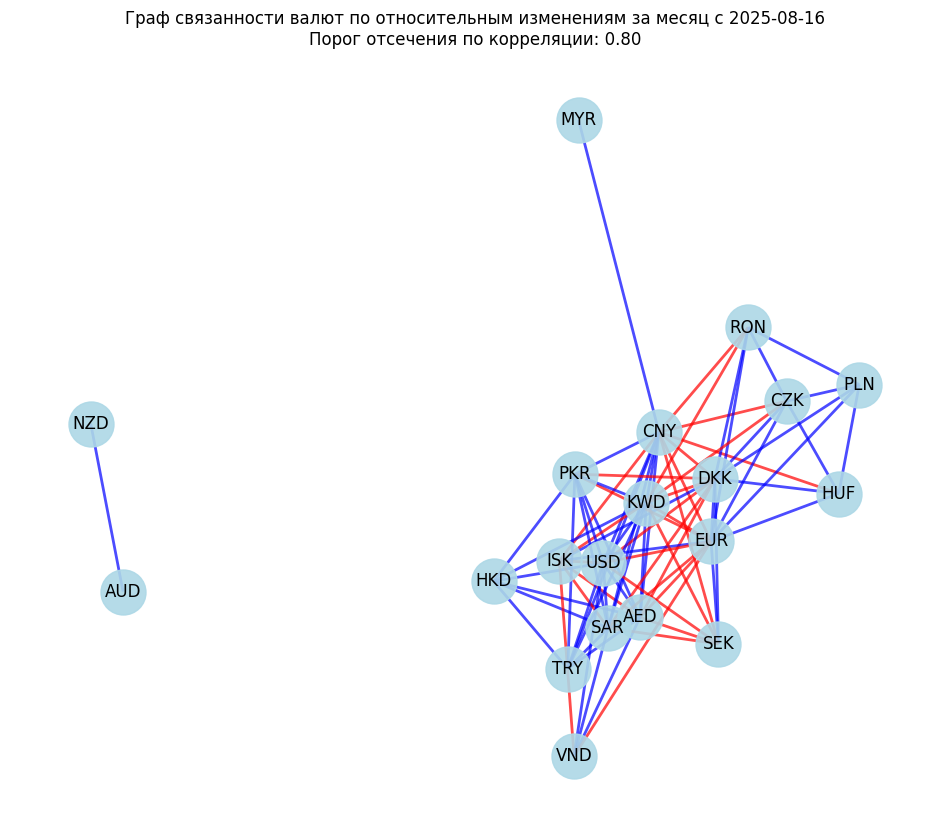 Граф связанности валют по относительным изменениям за месяц с 2025-08-16
Порог отсечения по корреляции: 0.80
MYR
RON
PLN
CZK
NZD
CNY
PKR
DKK
HUF
KWD
EUR
ISK
USD
HKD
AUD
AED
SAR
SEK
TRY
VND